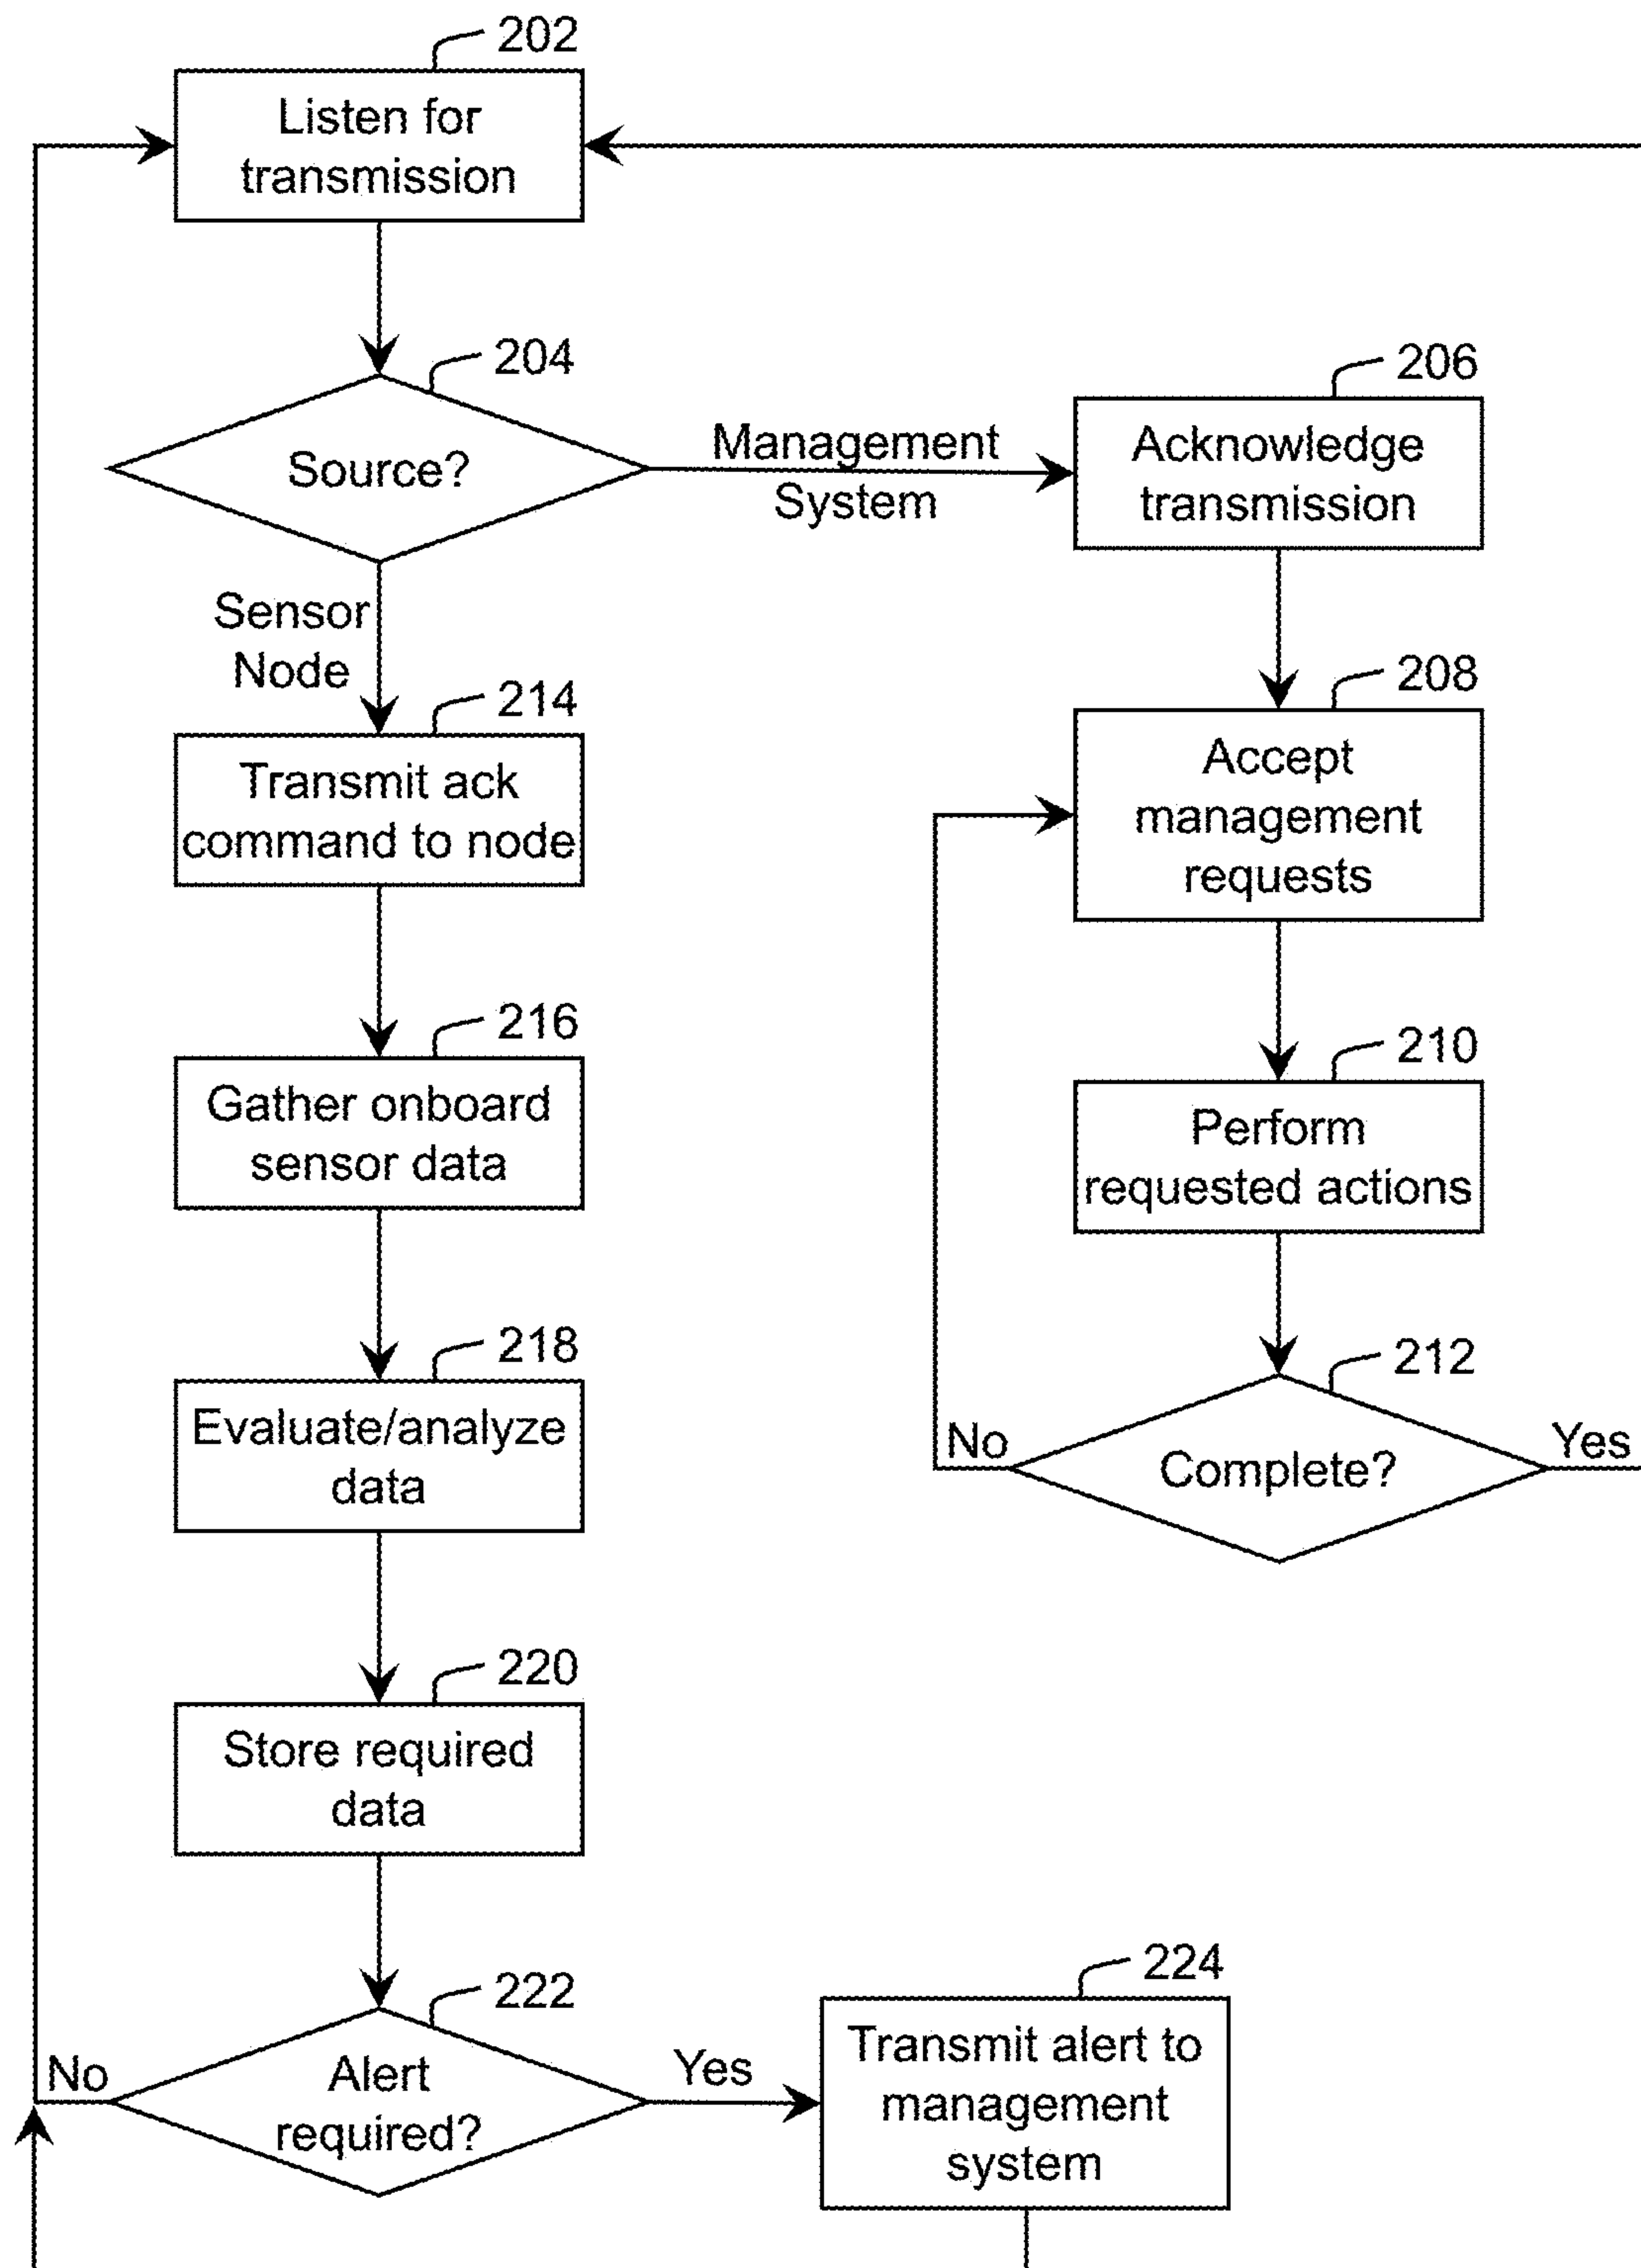 202
Listen for
transmission
204
Source?
Management
System
206
Acknowledge
transmission
Sensor
Node
208
Accept
management
requests
214
Transmit ack
command to node
210
Perform
requested actions
216
Gather onboard
sensor data
212
Complete?
No
Yes
218
Evaluate/analyze
data
220
Store required
data
222
Alert
required?
No
Yes
224
Transmit alert to
management
system